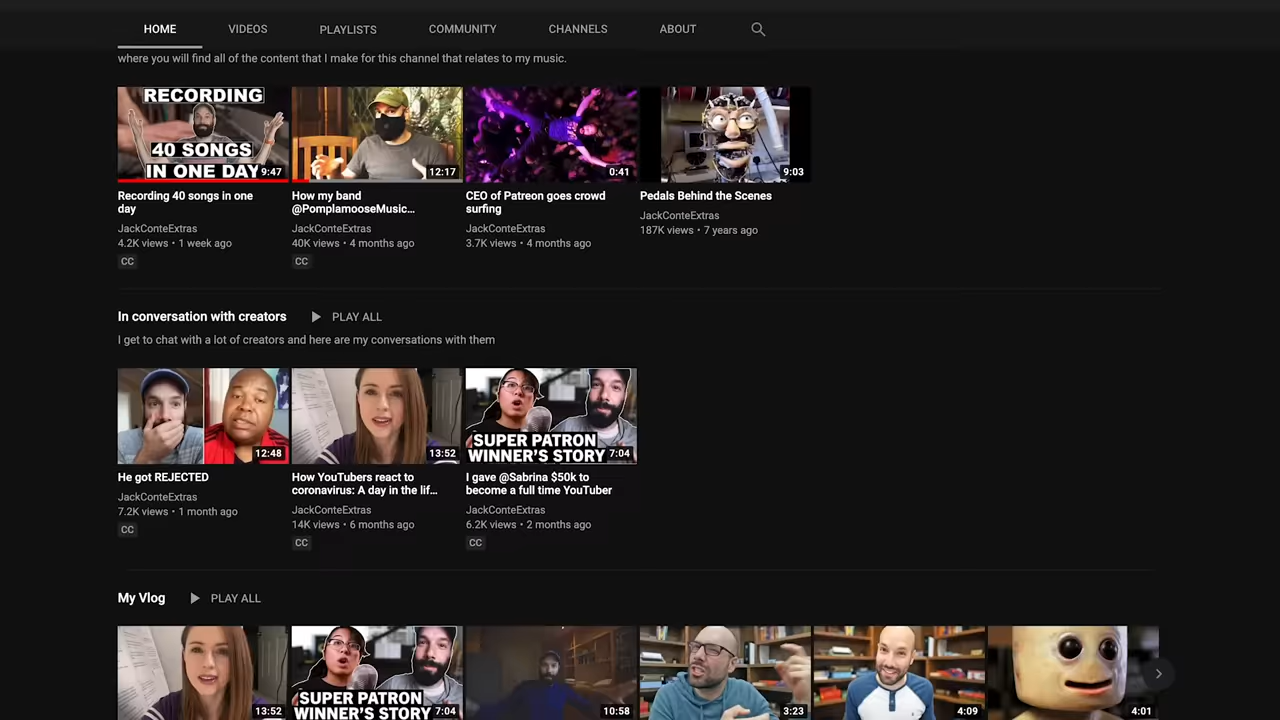 HOME VIDEOS PLAYLISTS COMMUNITY CHANNELS ABOUT
where you will find all of the content that I make for this channel that relates to my music.
RECORDING
40 SONGS
IN ONE DAY
9:47
12:17
0:41
9:03
Recording 40 songs in one
day
JackConteExtras
4.2K views • 1 week ago
CC
How my band
@PomplamooseMusic...
JackConteExtras
40K views • 4 months ago
CC
CEO of Patreon goes crowd
surfing
JackConteExtras
3.7K views • 4 months ago
Pedals Behind the Scenes
JackConteExtras
187K views • 7 years ago
In conversation with creators PLAY ALL
I get to chat with a lot of creators and here are my conversations with them
12:48
13:52
SUPER PATRON
WINNER'S STORY
7:04
He got REJECTED
JackConteExtras
7.2K views • 1 month ago
CC
How YouTubers react to
coronavirus: A day in the lif...
JackConteExtras
14K views • 6 months ago
CC
I gave @Sabrina $50k to
become a full time YouTuber
JackConteExtras
6.2K views • 2 months ago
CC
My Vlog PLAY ALL
13:52
SUPER PATRON
WINNER'S STORY
7:04
10:58
3:23
4:09
4:01